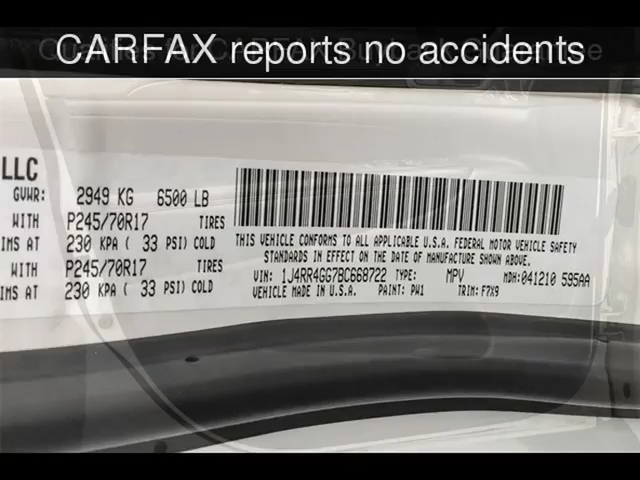 CARFAX reports no accidents
LLC
GVWR: 2949 KG 6500 LB
WITH P245/70R17 TIRES
IMS AT 230 KPA ( 33 PSI) COLD
WITH P245/70R17 TIRES
IMS AT 230 KPA ( 33 PSI) COLD
THIS VEHICLE CONFORMS TO ALL APPLICABLE U.S.A. FEDERAL MOTOR VEHICLE SAFETY
STANDARDS IN EFFECT ON THE DATE OF MANUFACTURE SHOWN ABOVE.
VIN: 1J4RR4GG7BC668722 TYPE: MPV MDH: 041210 595AA
VEHICLE MADE IN U.S.A. PAINT: PW1 TRIM: F7X9